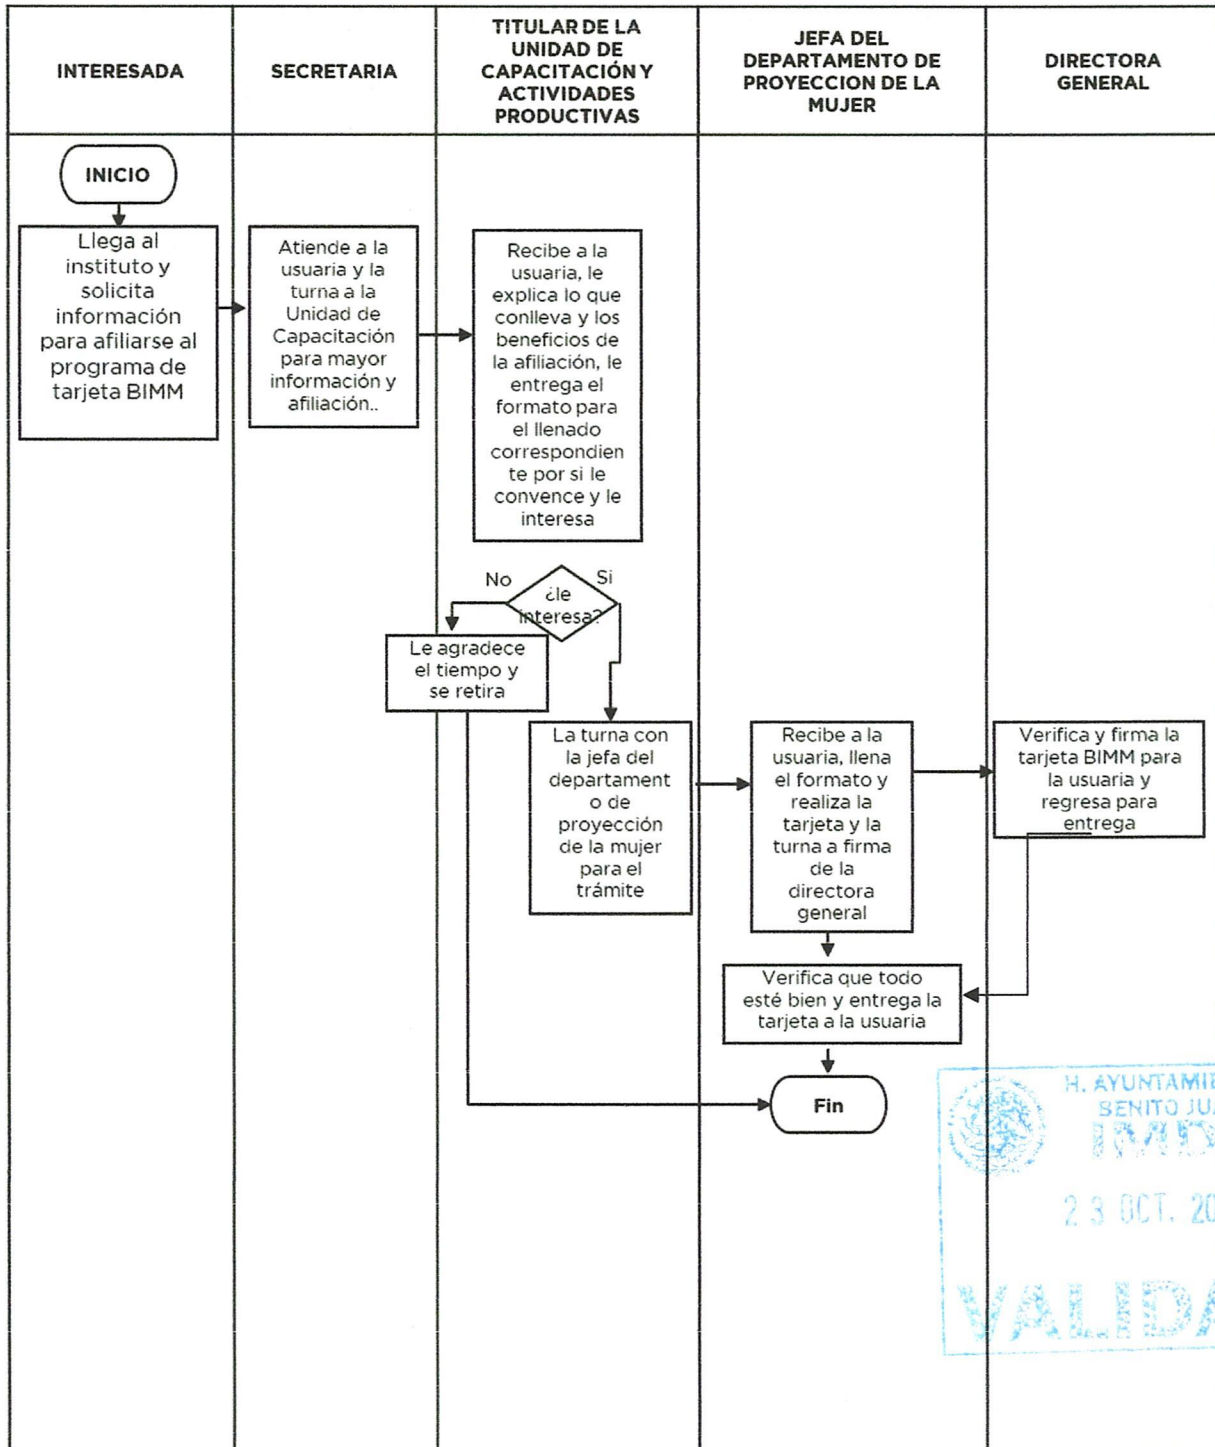 INTERESADA
SECRETARIA
TITULAR DE LA
UNIDAD DE
CAPACITACIÓN Y
ACTIVIDADES
PRODUCTIVAS
JEFA DEL
DEPARTAMENTO DE
PROYECCION DE LA
MUJER
DIRECTORA
GENERAL
INICIO
Llega al
instituto y
solicita
información
para afiliarse al
programa de
tarjeta BIMM
Atiende a la
usuaria y la
turna a la
Unidad de
Capacitación
para mayor
información y
afiliación..
Recibe a la
usuaria, le
explica lo que
conlleva y los
beneficios de
la afiliación, le
entrega el
formato para
el llenado
correspondien
te por si le
convence y le
interesa
No
Si
¿le
interesa?
Le agradece
el tiempo y
se retira
La turna con
la jefa del
departament
o de
proyección
de la mujer
para el
trámite
Recibe a la
usuaria, llena
el formato y
realiza la
tarjeta y la
turna a firma
de la
directora
general
Verifica y firma la
tarjeta BIMM para
la usuaria y
regresa para
entrega
Verifica que todo
esté bien y entrega la
tarjeta a la usuaria
Fin
H. AYUNTAMIE
BENITO JUA
IMD
23 OCT. 20
VALIDA